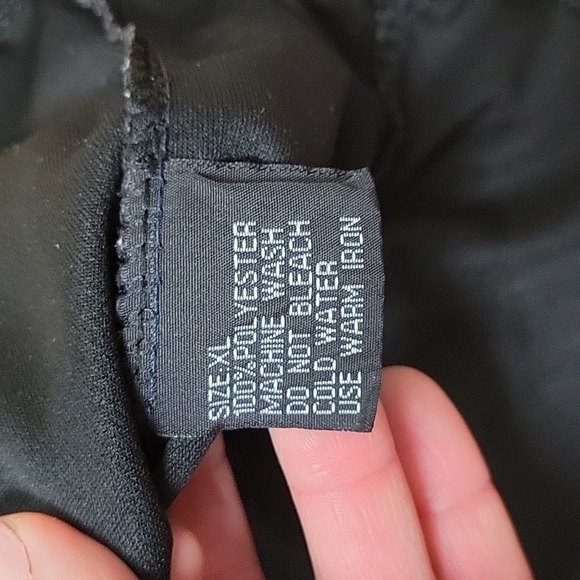 SIZE:XL
100%POLYESTER
MACHINE WASH
DO NOT BLEACH
COLD WATER
USE WARM IRON